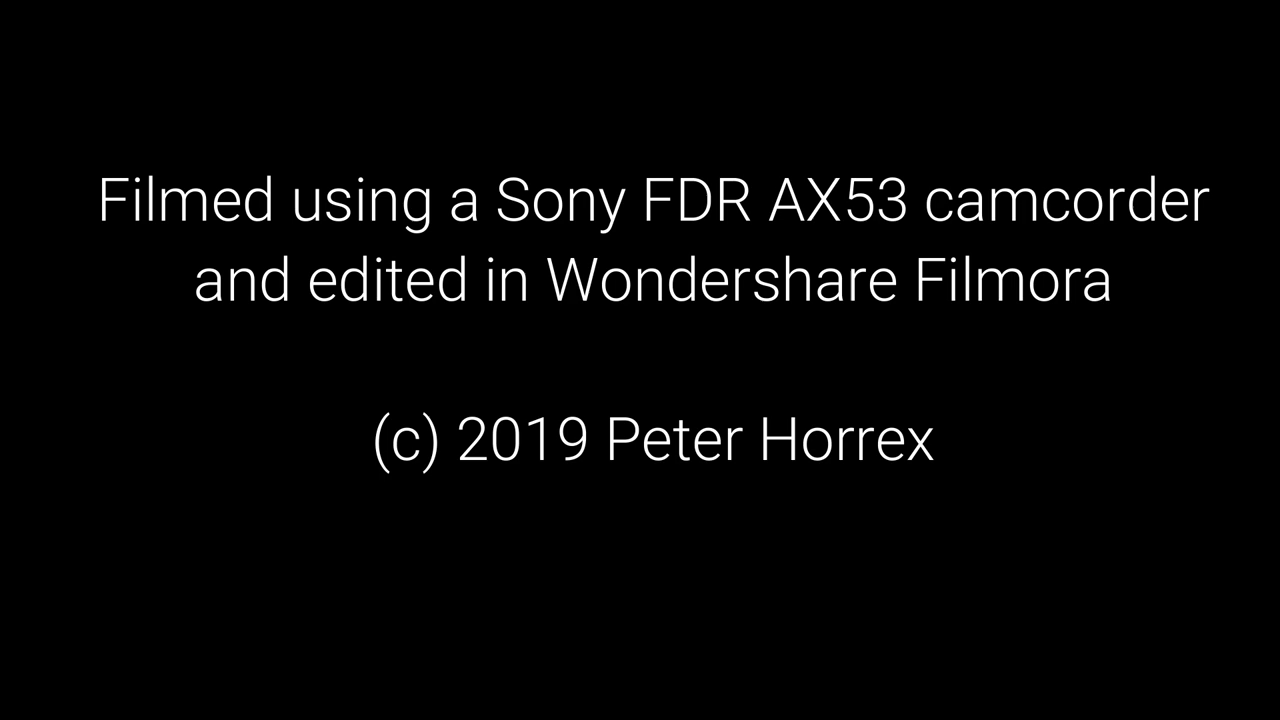 Filmed using a Sony FDR AX53 camcorder
and edited in Wondershare Filmora
(c) 2019 Peter Horrex